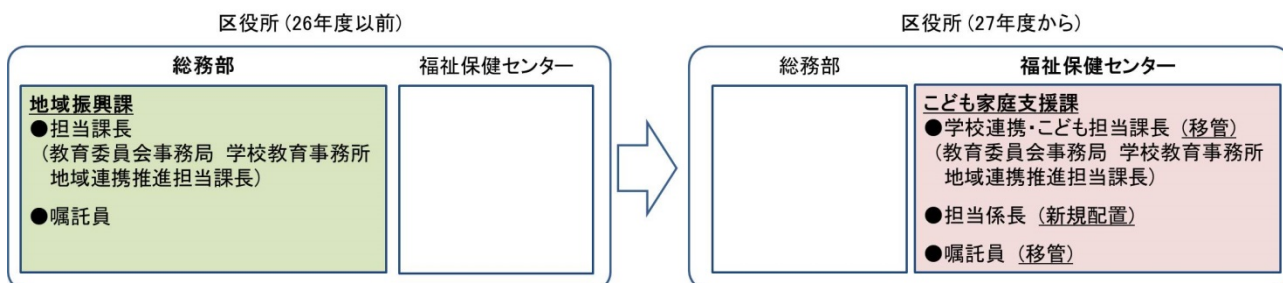 区役所（26年度以前）
総務部
福祉保健センター
地域振興課
●担当課長
（教育委員会事務局 学校教育事務所
地域連携推進担当課長）
●嘱託員
区役所（27年度から）
総務部
福祉保健センター
こども家庭支援課
●学校連携・こども担当課長（移管）
（教育委員会事務局 学校教育事務所
地域連携推進担当課長）
●担当係長（新規配置）
●嘱託員（移管）